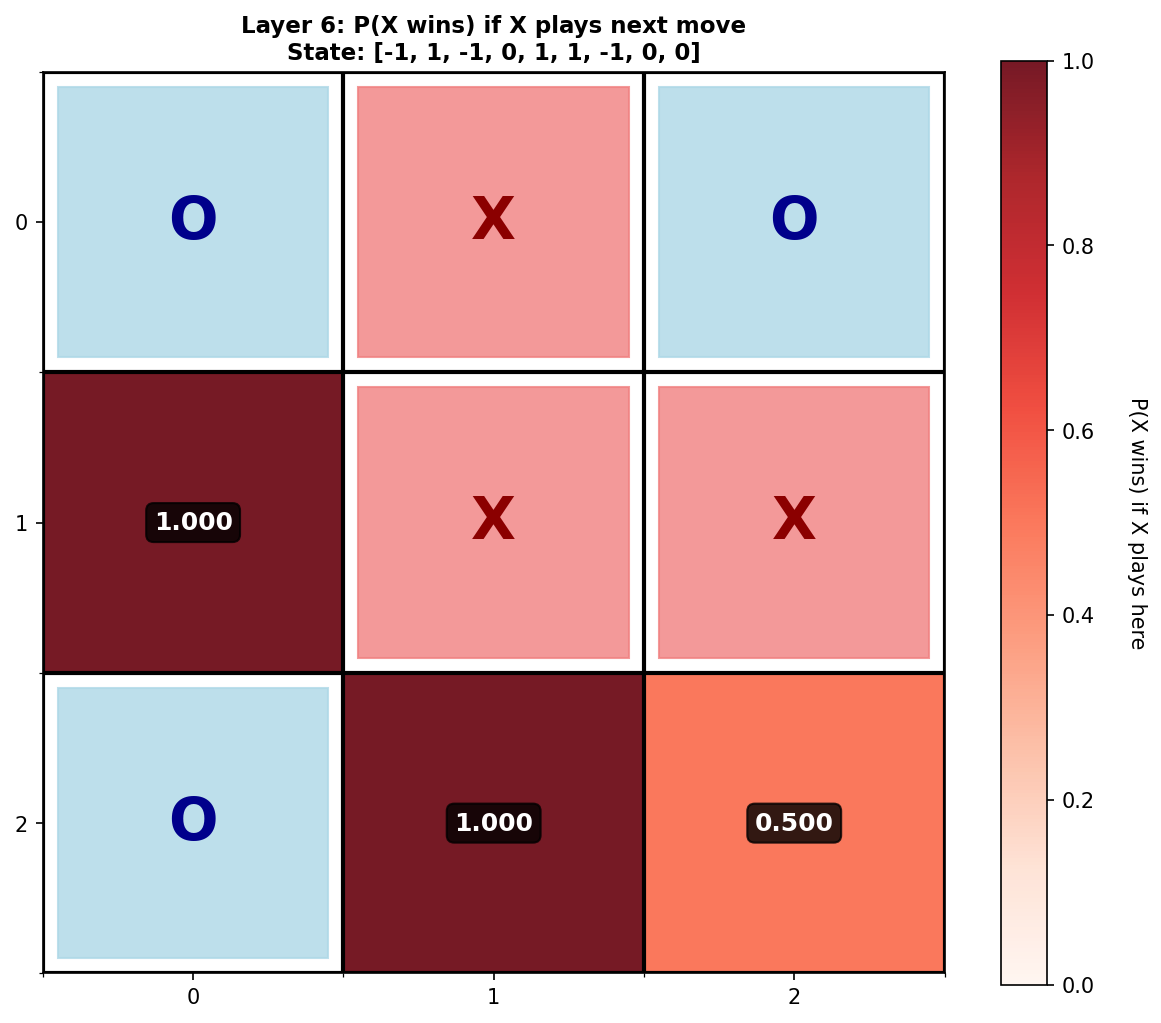 Layer 6: P(X wins) if X plays next move
State: [-1, 1, -1, 0, 1, 1, -1, 0, 0]
O
X
O
0
1.000
X
X
1
O
1.000
0.500
2
0
1
2
1.0
0.8
0.6
0.4
0.2
0.0
P(X wins) if X plays here